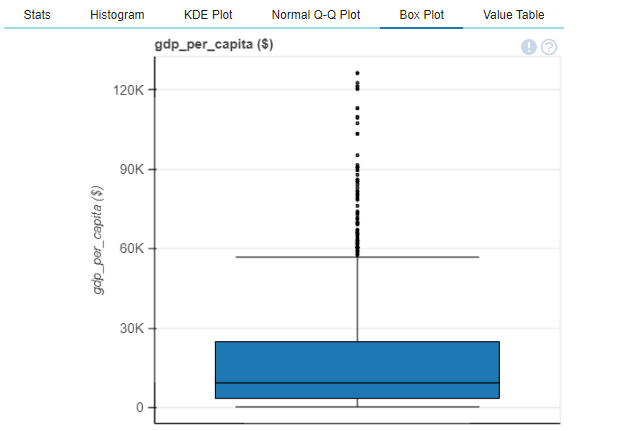 Stats Histogram KDE Plot Normal Q-Q Plot Box Plot Value Table
gdp_per_capita ($)
! ?
120K
90K
60K
30K
0
gdp_per_capita ($)